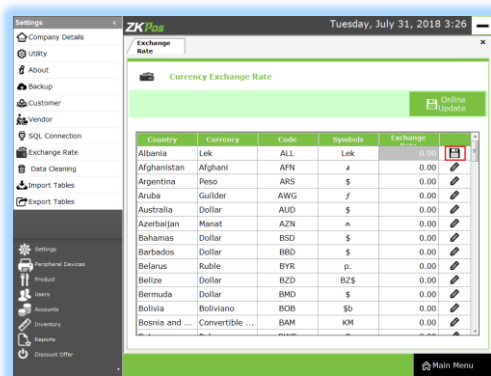 Settings
Company Details
Utility
About
Backup
Customer
Vendor
SQL Connection
Exchange Rate
Data Cleaning
Import Tables
Export Tables
Settings
Peripheral Devices
Product
Users
Accounts
Inventory
Reports
Discount Offer
ZKPos
Tuesday, July 31, 2018 3:26
Exchange
Rate
Currency Exchange Rate
Online
Update
Country Currency Code Symbols Exchange
Albania Lek ALL Lek 0.00
Afghanistan Afghani AFN 0.00
Argentina Peso ARS $ 0.00
Aruba Guilder AWG ƒ 0.00
Australia Dollar AUD $ 0.00
Azerbaijan Manat AZN 0.00
Bahamas Dollar BSD $ 0.00
Barbados Dollar BBD $ 0.00
Belarus Ruble BYR p. 0.00
Belize Dollar BZD BZ$ 0.00
Bermuda Dollar BMD $ 0.00
Bolivia Boliviano BOB $b 0.00
Bosnia and ... Convertible ... BAM KM 0.00
Main Menu